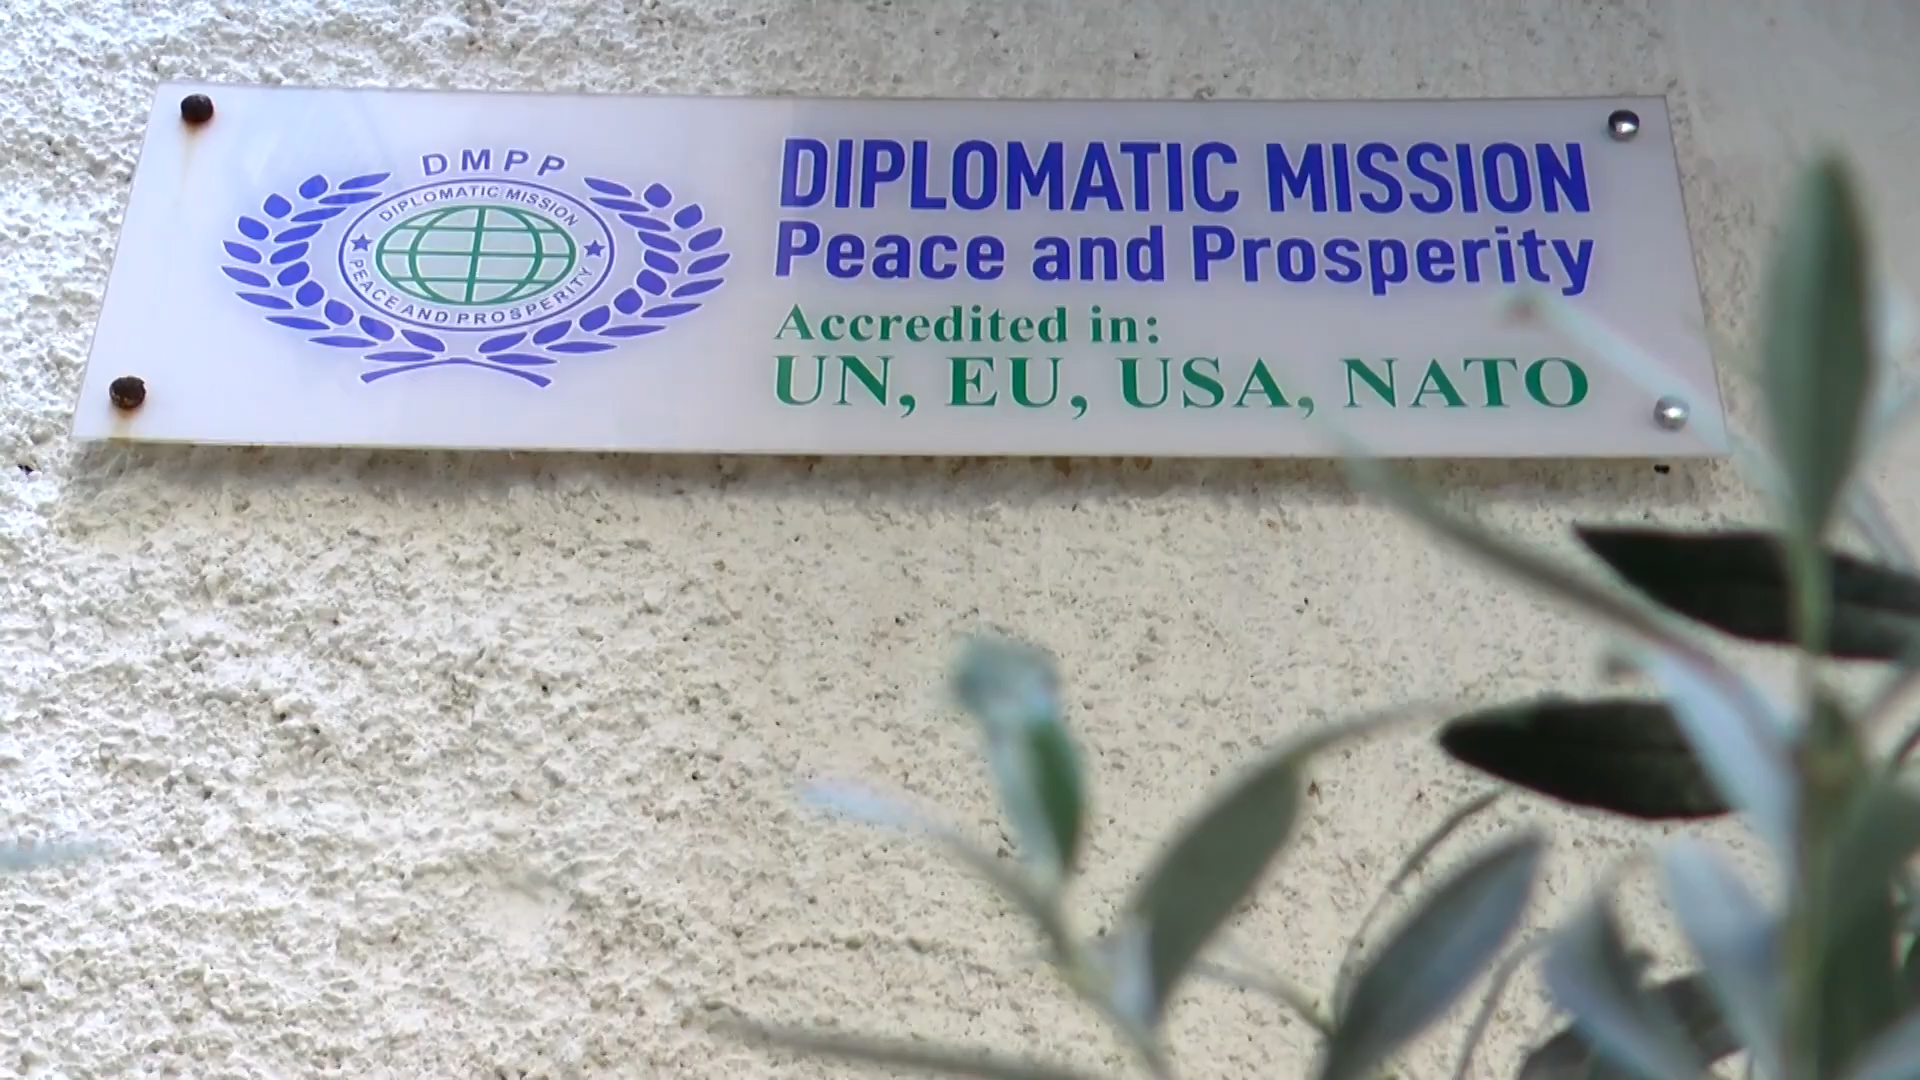 DMPP
DIPLOMATIC MISSION
PEACE AND PROSPERITY
DIPLOMATIC MISSION
Peace and Prosperity
Accredited in:
UN, EU, USA, NATO